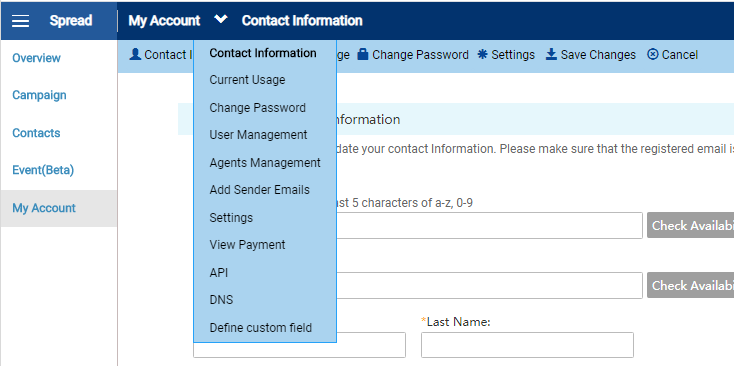 Spread
My Account
Contact Information
Overview
Campaign
Contacts
Event(Beta)
My Account
Contact I
ge
Change Password
Settings
Save Changes
Cancel
Contact Information
Current Usage
Change Password
User Management
Agents Management
Add Sender Emails
Settings
View Payment
API
DNS
Define custom field
nformation
date your contact Information. Please make sure that the registered email is
ast 5 characters of a-z, 0-9
Check Availabi
Check Availabi
*Last Name: